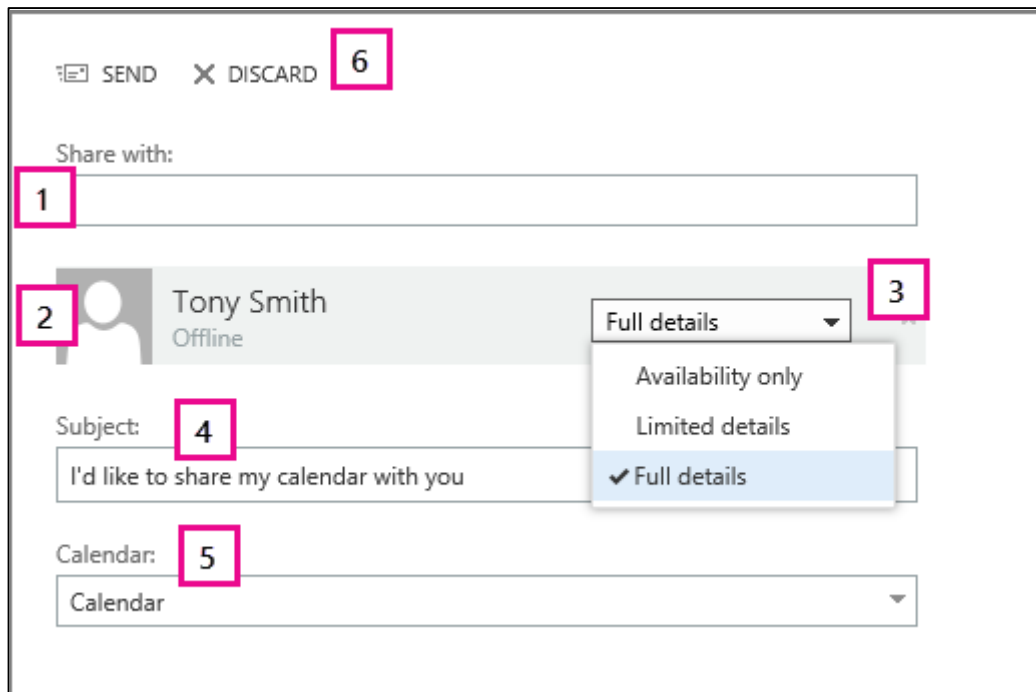 SEND DISCARD 6
Share with:
1
2 Tony Smith Full details 3
Offline
Availability only
Limited details
Full details
Subject: 4
I'd like to share my calendar with you
Calendar: 5
Calendar